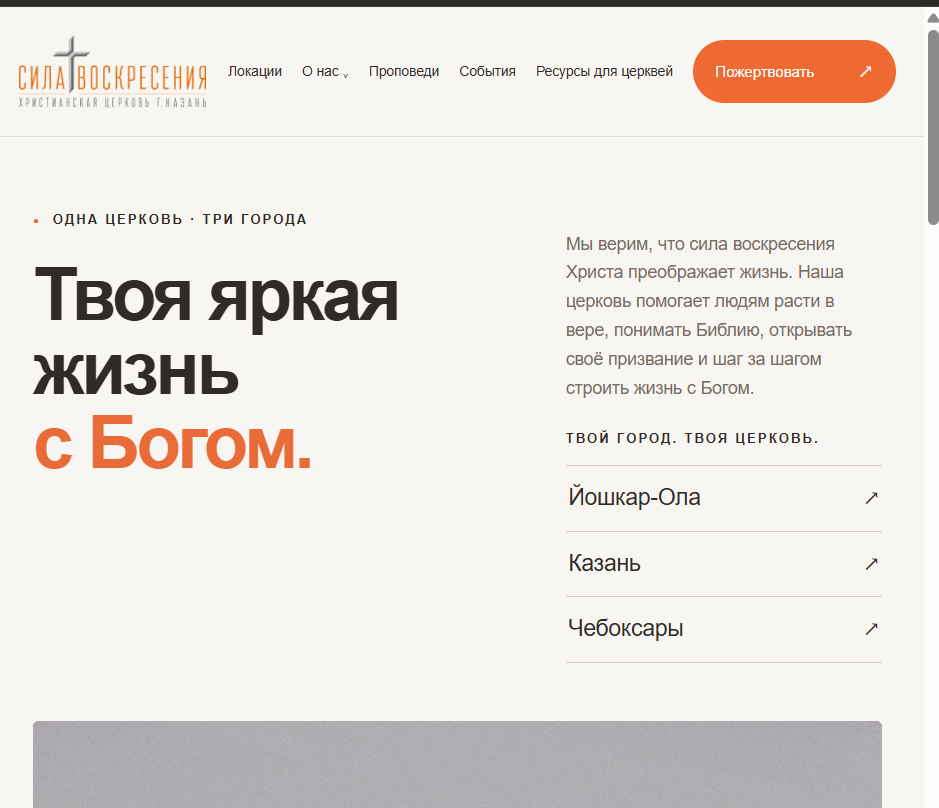 СИЛА ВОСКРЕСЕНИЯ
ХРИСТИАНСКАЯ ЦЕРКОВЬ Г.КАЗАНЬ
Локации
О нас
Проповеди
События
Ресурсы для церквей
Пожертвовать ↗
• ОДНА ЦЕРКОВЬ · ТРИ ГОРОДА
Твоя яркая
жизнь
с Богом.
Мы верим, что сила воскресения
Христа преображает жизнь. Наша
церковь помогает людям расти в
вере, понимать Библию, открывать
своё призвание и шаг за шагом
строить жизнь с Богом.
ТВОЙ ГОРОД. ТВОЯ ЦЕРКОВЬ.
Йошкар-Ола ↗
Казань ↗
Чебоксары ↗